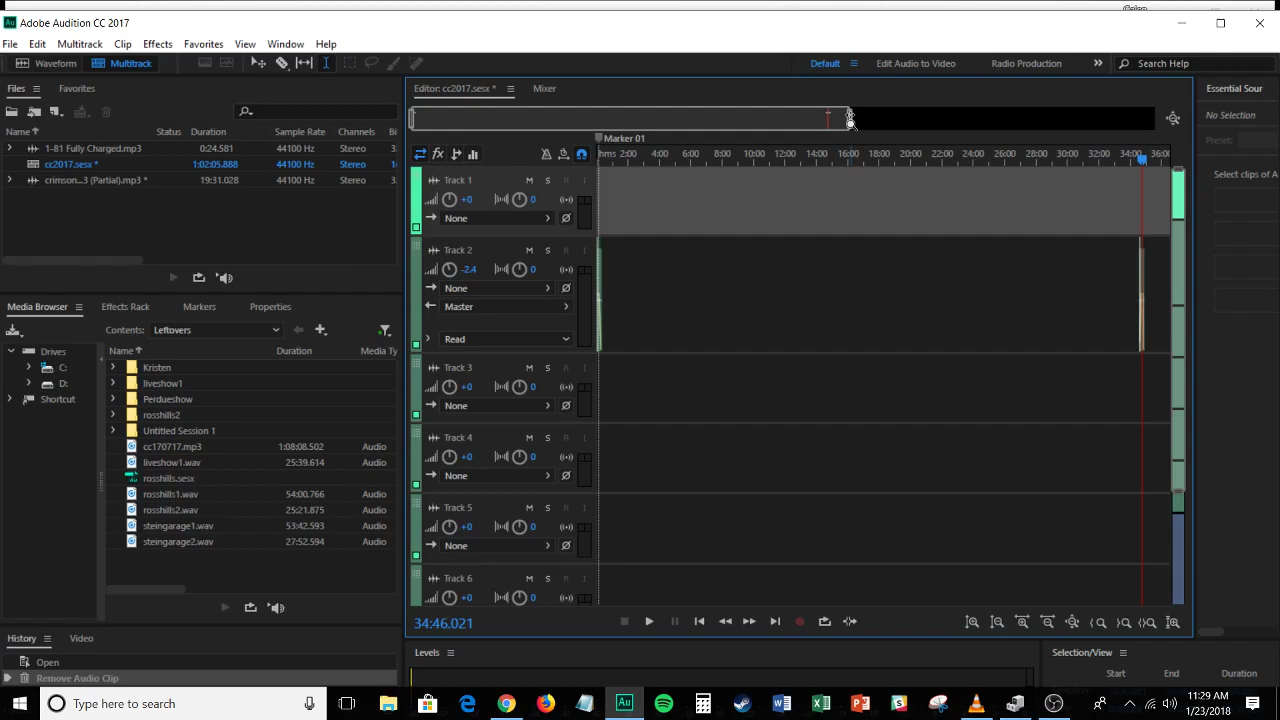 Au Adobe Audition CC 2017
File Edit Multitrack Clip Effects Favorites View Window Help
Waveform Multitrack Default Edit Audio to Video Radio Production Search Help
Files Favorites Editor: cc2017.sesx * Mixer Essential Sour
No Selection
Preset:
Name Status Duration Sample Rate Channels
Marker 01
1-81 Fully Charged.mp3 0:24.581 44100 Hz Stereo
hms 2:00 4:00 6:00 8:00 10:00 12:00 14:00 16:00 18:00 20:00 22:00 24:00 26:00 28:00 30:00 32:00 34:00 36:0
cc2017.sesx * 1:02:05.888 44100 Hz Stereo
Select clips of A
crimson...3 (Partial).mp3 * 19:31.028 44100 Hz Stereo
Track 1 M S R I
+0 0
None
Track 2 M S R I
-2.4 0
None
Master
Read
Media Browser Effects Rack Markers Properties
Contents: Leftovers
Drives
C:
D:
Shortcut
Name Duration Media Ty
Kristen
liveshow1
Perdueshow
rosshills2
Untitled Session 1
cc170717.mp3 1:08:08.502 Audio
liveshow1.wav 25:39.614 Audio
rosshills.sesx
rosshills1.wav 54:00.766 Audio
rosshills2.wav 25:21.875 Audio
steingarage1.wav 53:42.593 Audio
steingarage2.wav 27:52.594 Audio
Track 3 M S R I
+0 0
None
Track 4 M S R I
+0 0
None
Track 5 M S R I
+0 0
None
Track 6 M S R I
+0 0
34:46.021
History Video
Open
Remove Audio Clip
Levels
Selection/View
Start End Duration
Type here to search
11:29 AM
1/23/2018